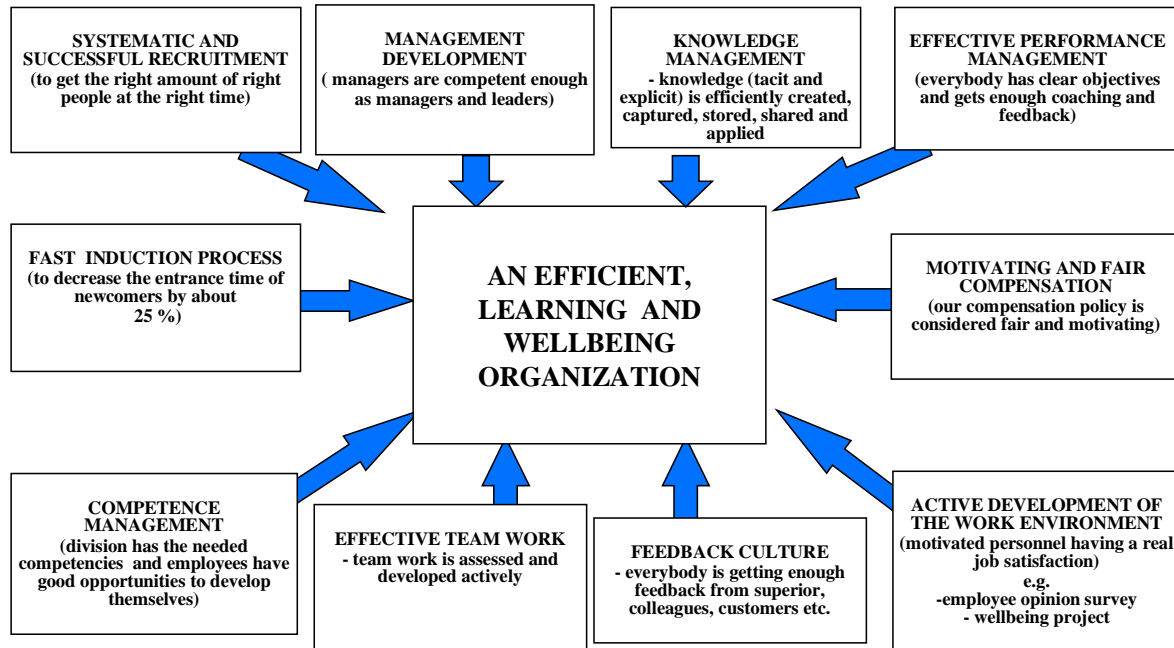 SYSTEMATIC AND
SUCCESSFUL RECRUITMENT
(to get the right amount of right
people at the right time)
MANAGEMENT
DEVELOPMENT
( managers are competent enough
as managers and leaders)
KNOWLEDGE
MANAGEMENT
- knowledge (tacit and
explicit) is efficiently created,
captured, stored, shared and
applied
EFFECTIVE PERFORMANCE
MANAGEMENT
(everybody has clear objectives
and gets enough coaching and
feedback)
FAST INDUCTION PROCESS
(to decrease the entrance time of
newcomers by about
25 %)
AN EFFICIENT,
LEARNING AND
WELLBEING
ORGANIZATION
MOTIVATING AND FAIR
COMPENSATION
(our compensation policy is
considered fair and motivating)
COMPETENCE
MANAGEMENT
(division has the needed
competencies and employees have
good opportunities to develop
themselves)
EFFECTIVE TEAM WORK
- team work is assessed and
developed actively
FEEDBACK CULTURE
- everybody is getting enough
feedback from superior,
colleagues, customers etc.
ACTIVE DEVELOPMENT OF
THE WORK ENVIRONMENT
(motivated personnel having a real
job satisfaction)
e.g.
-employee opinion survey
- wellbeing project